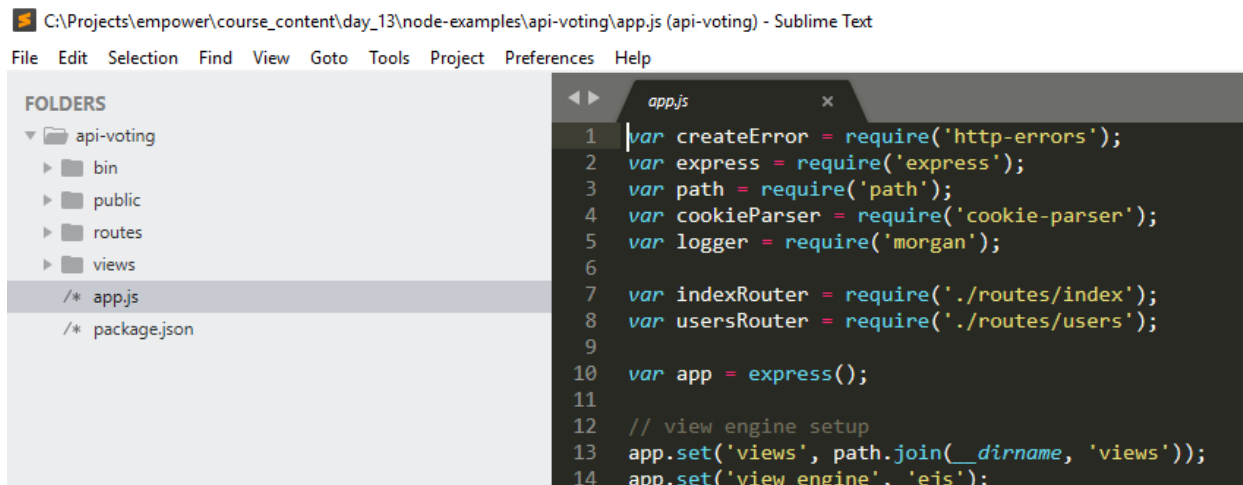 C:\Projects\empower\course_content\day_13\node-examples\api-voting\app.js (api-voting) - Sublime Text
File Edit Selection Find View Goto Tools Project Preferences Help
FOLDERS
api-voting
bin
public
routes
views
/* app.js
/* package.json
app.js ×
1 var createError = require('http-errors');
2 var express = require('express');
3 var path = require('path');
4 var cookieParser = require('cookie-parser');
5 var logger = require('morgan');
6
7 var indexRouter = require('./routes/index');
8 var usersRouter = require('./routes/users');
9
10 var app = express();
11
12 // view engine setup
13 app.set('views', path.join(__dirname, 'views'));
14 app.set('view engine', 'ejs');